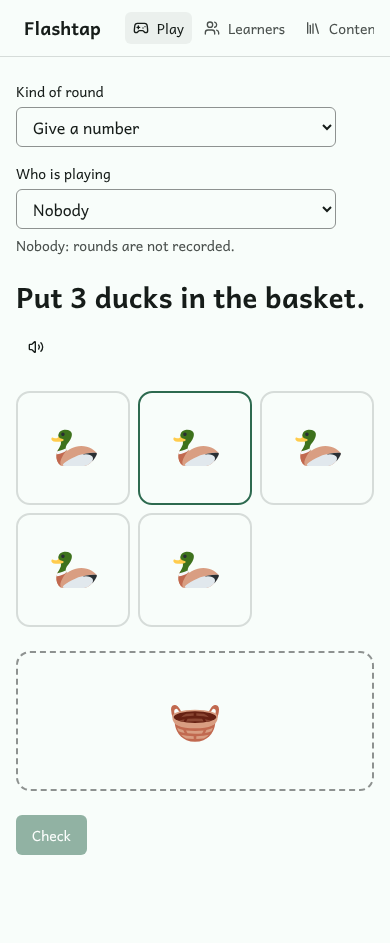 Flashtap
Play
Learners
Conten
Kind of round
Give a number
Who is playing
Nobody
Nobody: rounds are not recorded.
Put 3 ducks in the basket.
Check